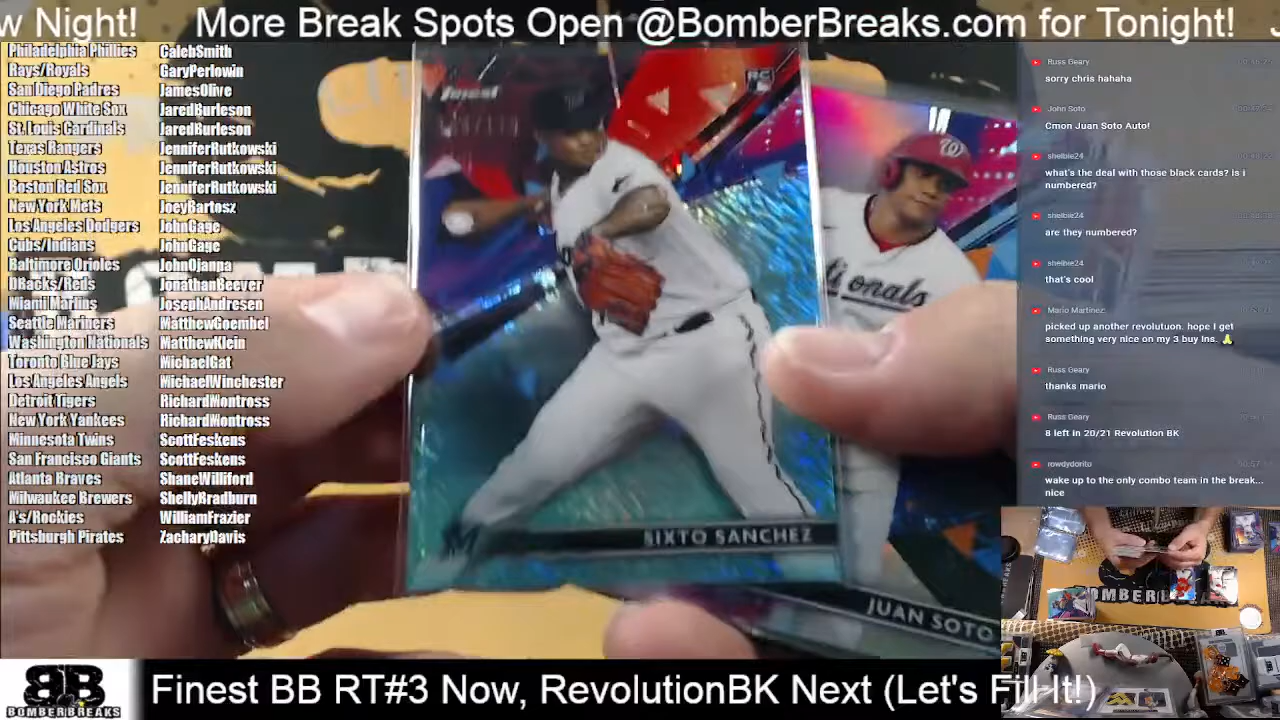 w Night! More Break Spots Open @BomberBreaks.com for Tonight! J
Philadelphia Phillies CalebSmith
Rays/Royals GaryPerlowin
San Diego Padres JamesOlive
Chicago White Sox JaredBurleson
St. Louis Cardinals JaredBurleson
Texas Rangers JenniferRutkowski
Houston Astros JenniferRutkowski
Boston Red Sox JenniferRutkowski
New York Mets JoeyBartosz
Los Angeles Dodgers JohnGage
Cubs/Indians JohnGage
Baltimore Orioles JohnOjanpa
DBacks/Reds JonathanBeever
Miami Marlins JosephAndresen
Seattle Mariners MatthewGoembel
Washington Nationals MatthewKlein
Toronto Blue Jays MichaelGat
Los Angeles Angels MichaelWinchester
Detroit Tigers RichardMontross
New York Yankees RichardMontross
Minnesota Twins ScottFeskens
San Francisco Giants ScottFeskens
Atlanta Braves ShaneWilliford
Milwaukee Brewers ShellyBradburn
A's/Rockies WilliamFrazier
Pittsburgh Pirates ZacharyDavis
finest
RC
SIXTO SANCHEZ
W
onals
JUAN SOTO
Russ Geary
sorry chris hahaha
John Soto
Cmon Juan Soto Auto!
shelbie24
what's the deal with those black cards? is i
numbered?
shelbie24
are they numbered?
shelbie24
that's cool
Mario Martinez
picked up another revolutuon. hope I get
something very nice on my 3 buy Ins. 🙏
Russ Geary
thanks mario
Russ Geary
8 left in 20/21 Revolution BK
rowdydorito
wake up to the only combo team in the break...
nice
BOMBERBREAKS
BB
BOMBERBREAKS
Finest BB RT#3 Now, RevolutionBK Next (Let's Fill It!)